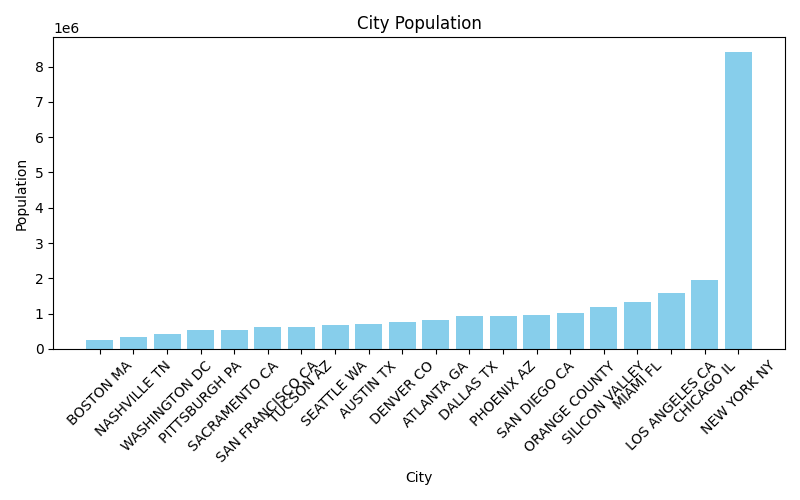 City Population
1e6
Population
8
7
6
5
4
3
2
1
0
BOSTON MA
NASHVILLE TN
WASHINGTON DC
PITTSBURGH PA
SACRAMENTO CA
SAN FRANCISCO CA
TUCSON AZ
SEATTLE WA
AUSTIN TX
DENVER CO
ATLANTA GA
DALLAS TX
PHOENIX AZ
SAN DIEGO CA
ORANGE COUNTY
SILICON VALLEY
MIAMI FL
LOS ANGELES CA
CHICAGO IL
NEW YORK NY
City